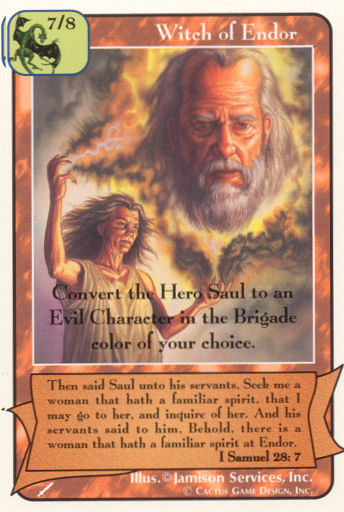 7/8
Witch of Endor
Convert the Hero Saul to an
Evil Character in the Brigade
color of your choice.
Then said Saul unto his servants, Seek me a
woman that hath a familiar spirit, that I
may go to her, and inquire of her. And his
servants said to him, Behold, there is a
woman that hath a familiar spirit at Endor.
I Samuel 28: 7
Illus.©Jamison Services, Inc.
© Cactus Game Design, Inc.